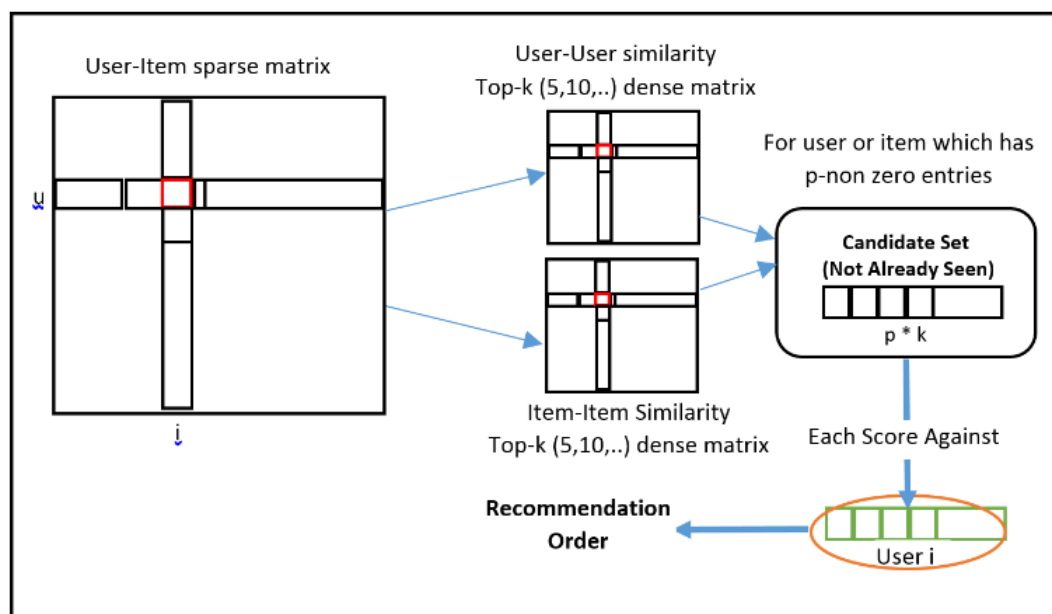 User-Item sparse matrix
u
i
User-User similarity
Top-k (5,10,..) dense matrix
Item-Item Similarity
Top-k (5,10,..) dense matrix
For user or item which has
p-non zero entries
Candidate Set
(Not Already Seen)
p * k
Each Score Against
User i
Recommendation
Order